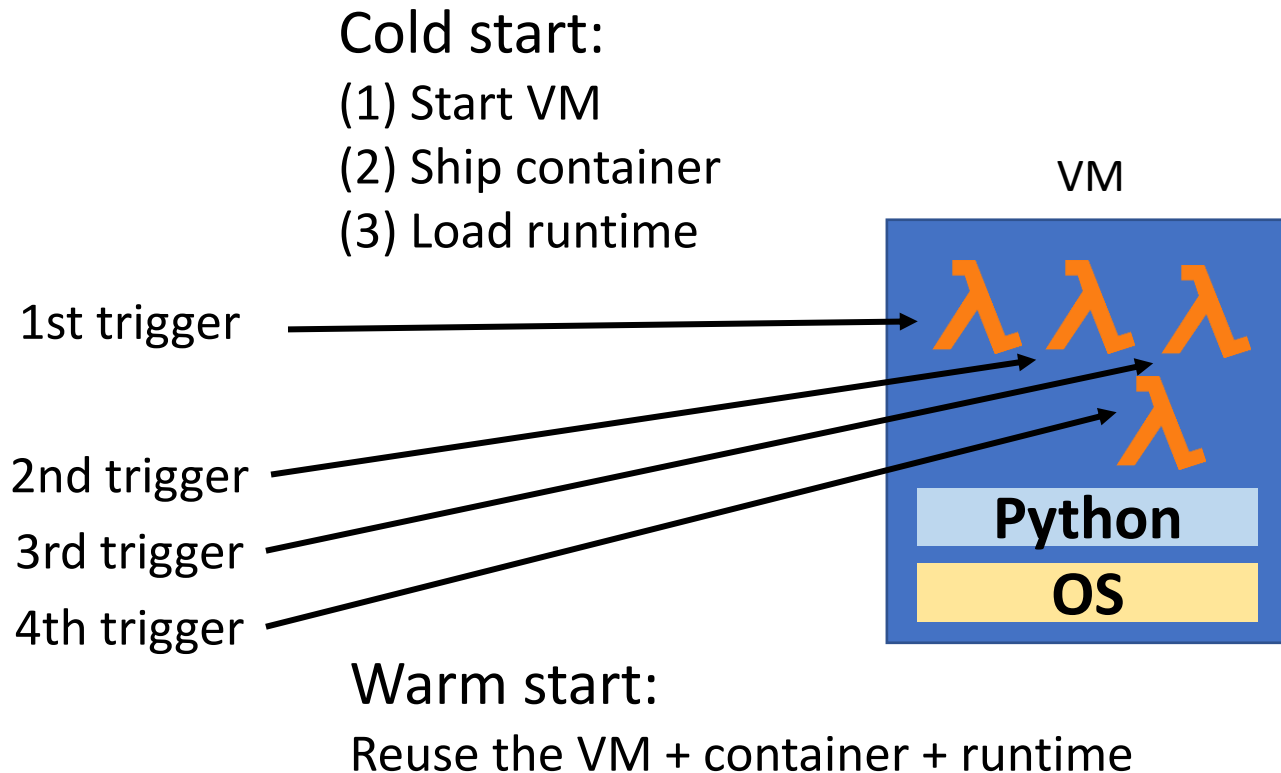 Cold start:
(1) Start VM
(2) Ship container
(3) Load runtime
VM
λ λ λ
1st trigger
λ
2nd trigger
Python
3rd trigger
OS
4th trigger
Warm start:
Reuse the VM + container + runtime